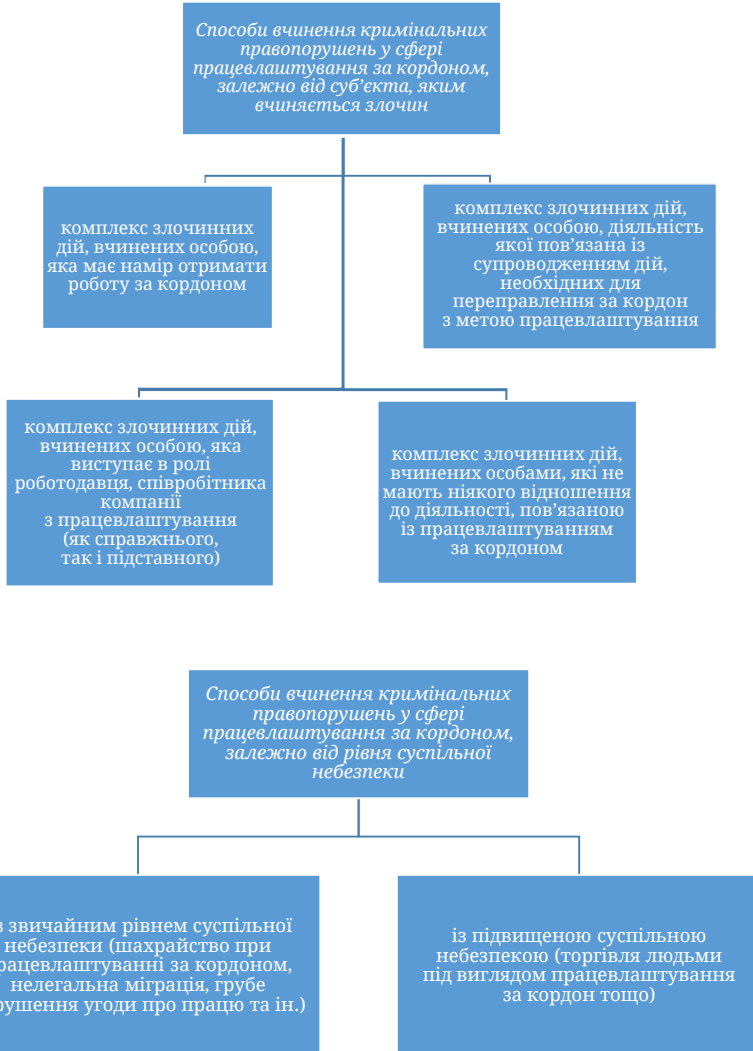 Способи вчинення кримінальних
правопорушень у сфері
працевлаштування за кордоном,
залежно від суб’єкта, яким
вчиняється злочин
комплекс злочинних
дій, вчинених особою,
яка має намір отримати
роботу за кордоном
комплекс злочинних дій,
вчинених особою, діяльність
якої пов’язана із
супроводженням дій,
необхідних для
переправлення за кордон
з метою працевлаштування
комплекс злочинних дій,
вчинених особою, яка
виступає в ролі
роботодавця, співробітника
компанії
з працевлаштування
(як справжнього,
так і підставного)
комплекс злочинних дій,
вчинених особами, які не
мають ніякого відношення
до діяльності, пов’язаною
із працевлаштуванням
за кордоном
Способи вчинення кримінальних
правопорушень у сфері
працевлаштування за кордоном,
залежно від рівня суспільної
небезпеки
звичайним рівнем суспільної
небезпеки (шахрайство при
за кордоном,
нелегальна міграція, грубе
угоди про працю та ін.)
із підвищеною суспільною
небезпекою (торгівля людьми
під виглядом працевлаштування
за кордон тощо)